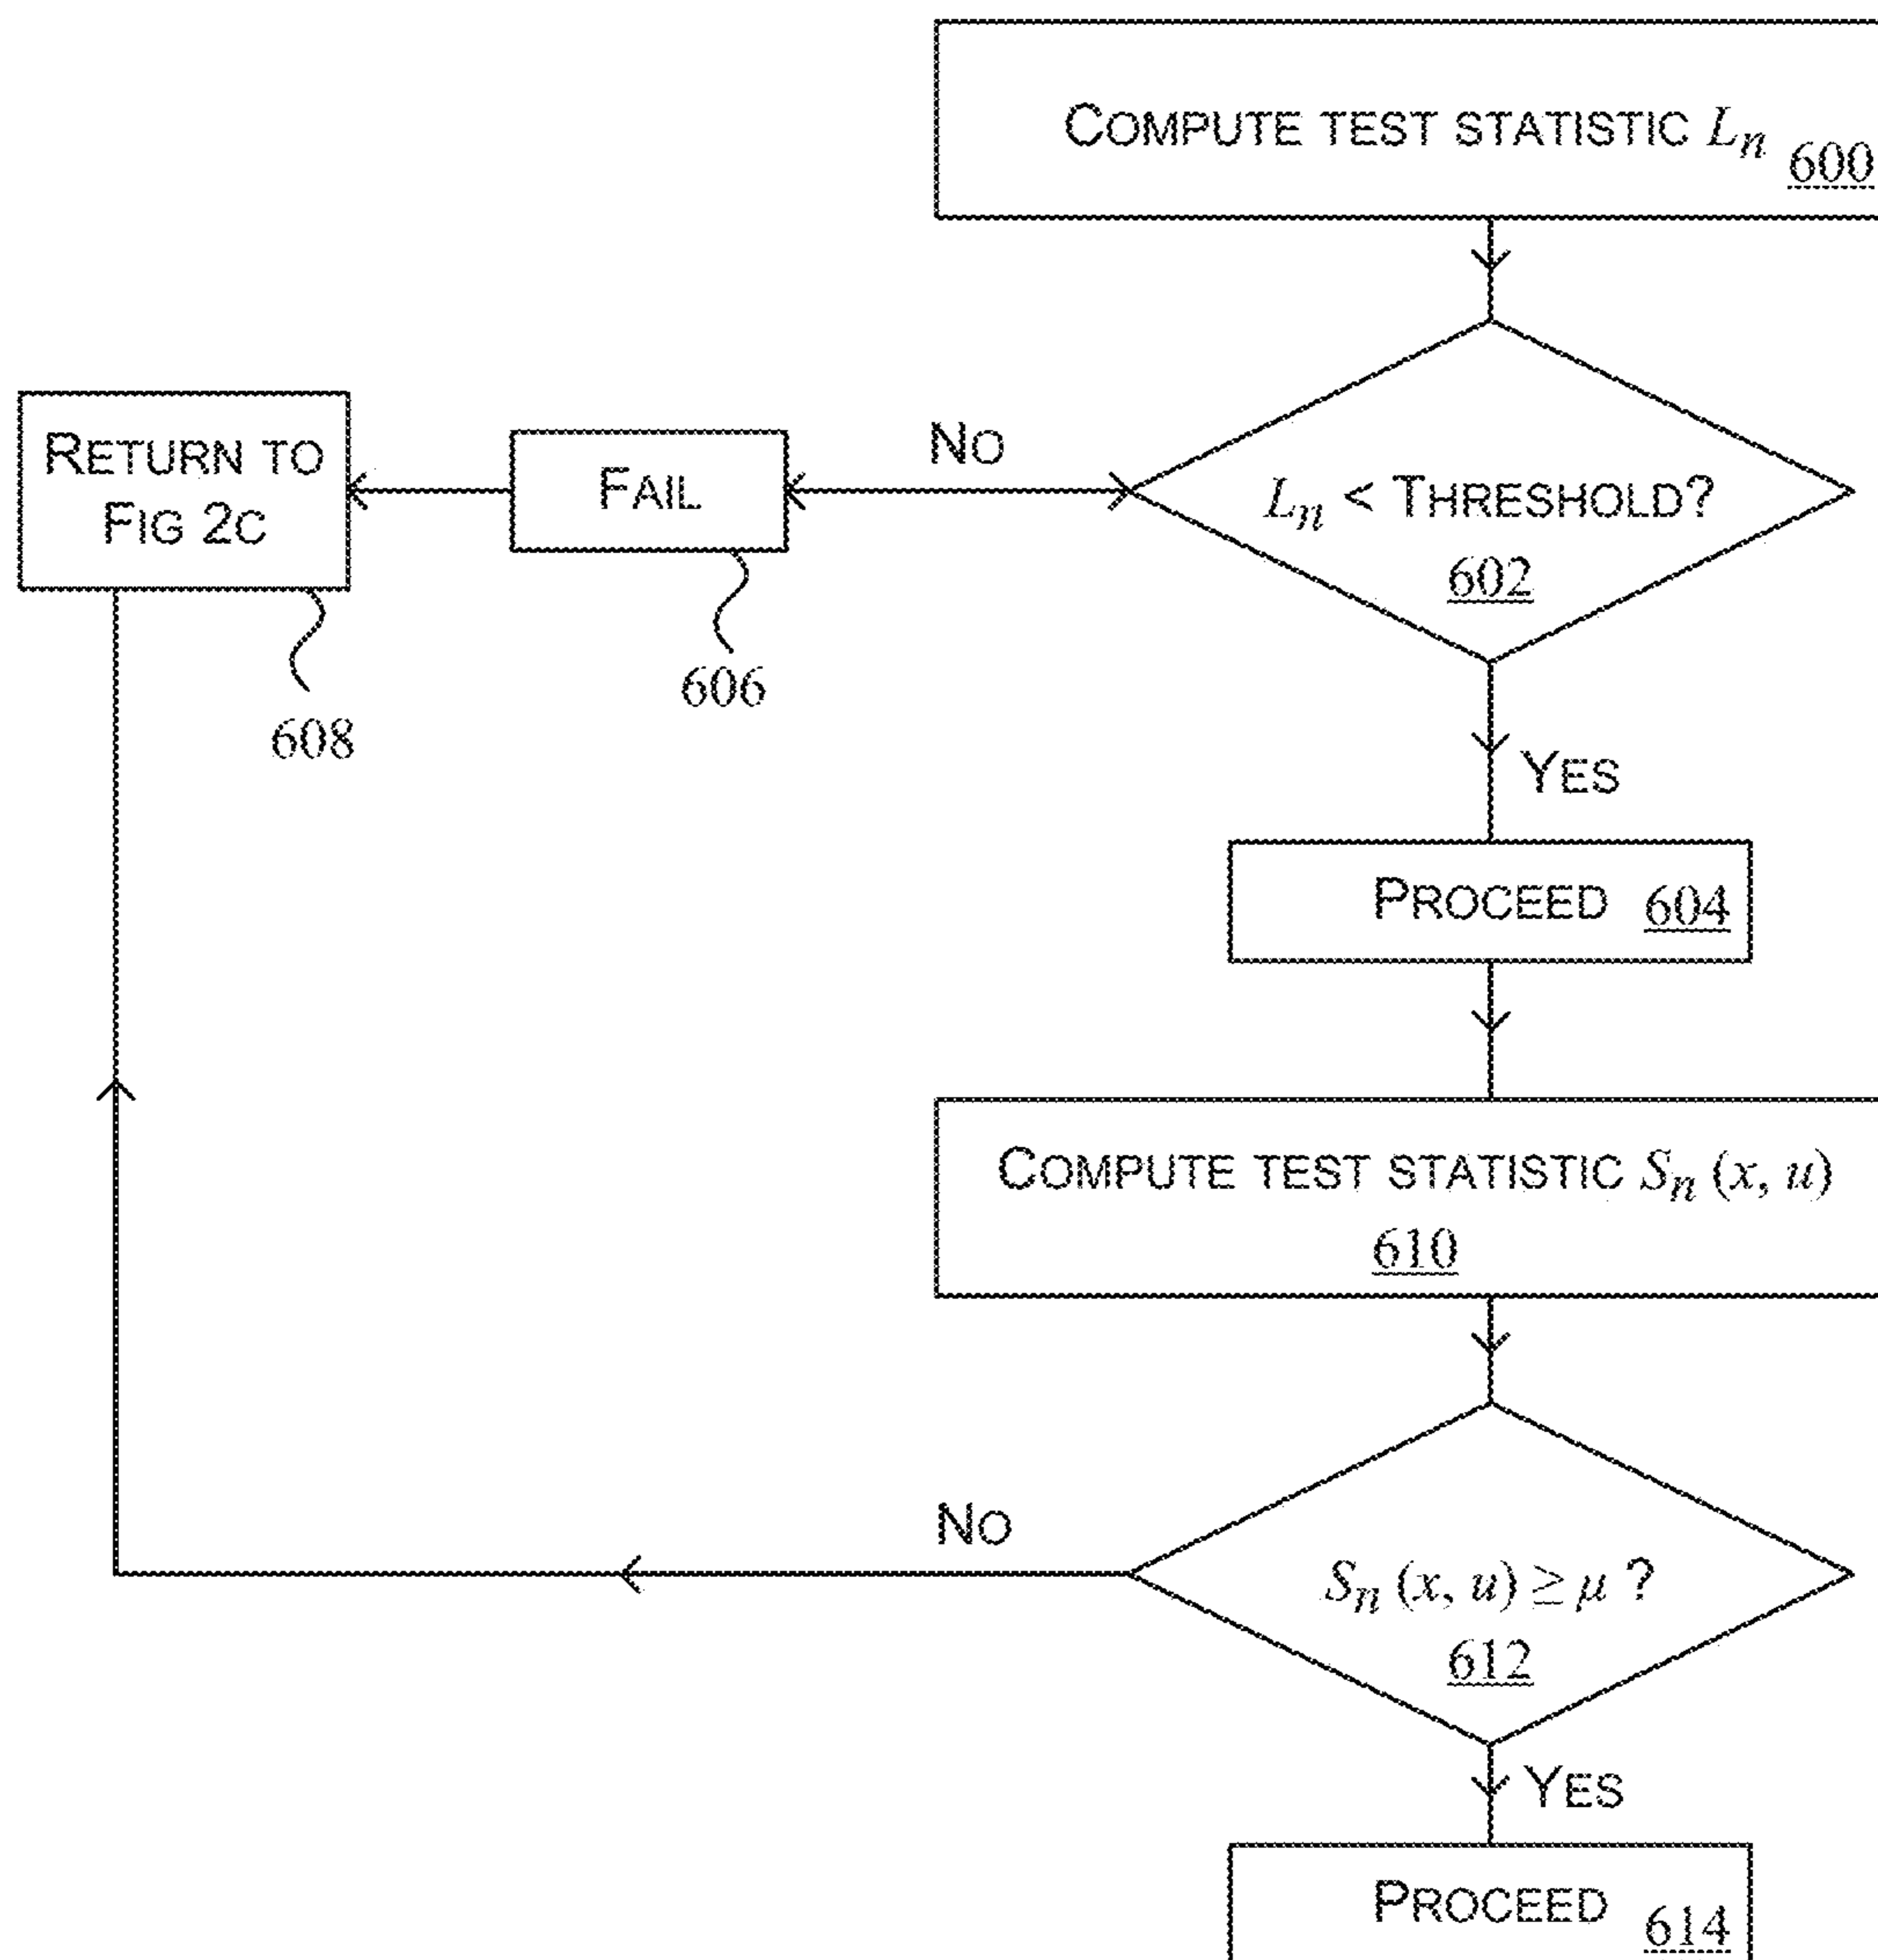 COMPUTE TEST STATISTIC Ln 600
NO
RETURN TO
FIG 2C
FAIL
Ln < THRESHOLD?
602
606
608
YES
PROCEED 604
COMPUTE TEST STATISTIC Sn (x, u)
610
NO
Sn (x, u) ≥ μ ?
612
YES
PROCEED 614